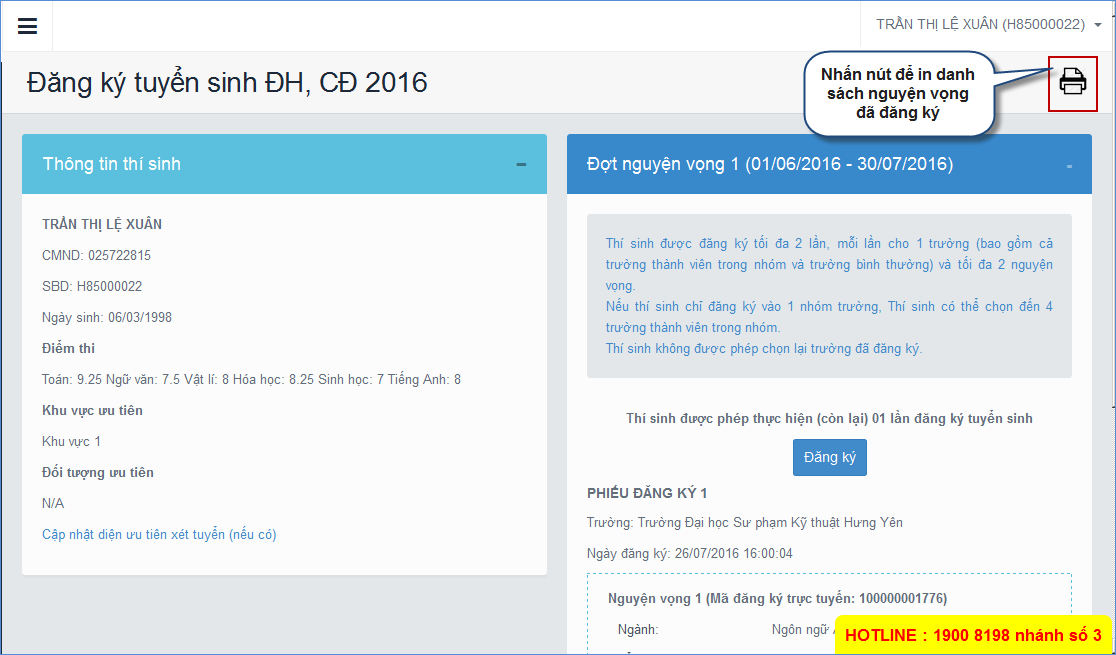 TRẦN THỊ LỆ XUÂN (H85000022)
Đăng ký tuyển sinh ĐH, CĐ 2016
Nhấn nút để in danh
sách nguyện vọng
đã đăng ký
Thông tin thí sinh
TRẦN THỊ LỆ XUÂN
CMND: 025722815
SBD: H85000022
Ngày sinh: 06/03/1998
Điểm thi
Toán: 9.25 Ngữ văn: 7.5 Vật lí: 8 Hóa học: 8.25 Sinh học: 7 Tiếng Anh: 8
Khu vực ưu tiên
Khu vực 1
Đối tượng ưu tiên
N/A
Cập nhật diện ưu tiên xét tuyển (nếu có)
Đợt nguyện vọng 1 (01/06/2016 - 30/07/2016)
Thí sinh được đăng ký tối đa 2 lần, mỗi lần cho 1 trường (bao gồm cả
trường thành viên trong nhóm và trường bình thường) và tối đa 2 nguyện
vọng.
Nếu thí sinh chỉ đăng ký vào 1 nhóm trường, Thí sinh có thể chọn đến 4
trường thành viên trong nhóm.
Thí sinh không được phép chọn lại trường đã đăng ký.
Thí sinh được phép thực hiện (còn lại) 01 lần đăng ký tuyển sinh
Đăng ký
PHIẾU ĐĂNG KÝ 1
Trường: Trường Đại học Sư phạm Kỹ thuật Hưng Yên
Ngày đăng ký: 26/07/2016 16:00:04
Nguyện vọng 1 (Mã đăng ký trực tuyến: 100000001776)
Ngành: Ngôn ngữ
HOTLINE : 1900 8198 nhánh số 3